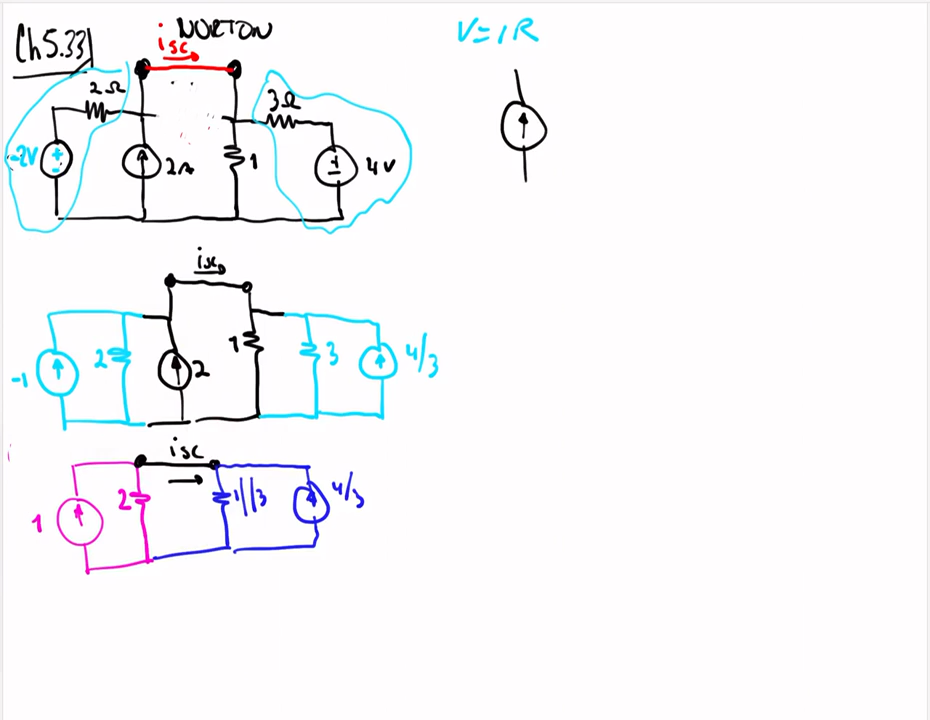 Ch5.33
NORTON
isc
V=IR
2Ω
3Ω
-2V
+
-
2A
1
+
-
4V
isc
-1
2
2
1
3
4/3
isc
1
2
1||3
4/3